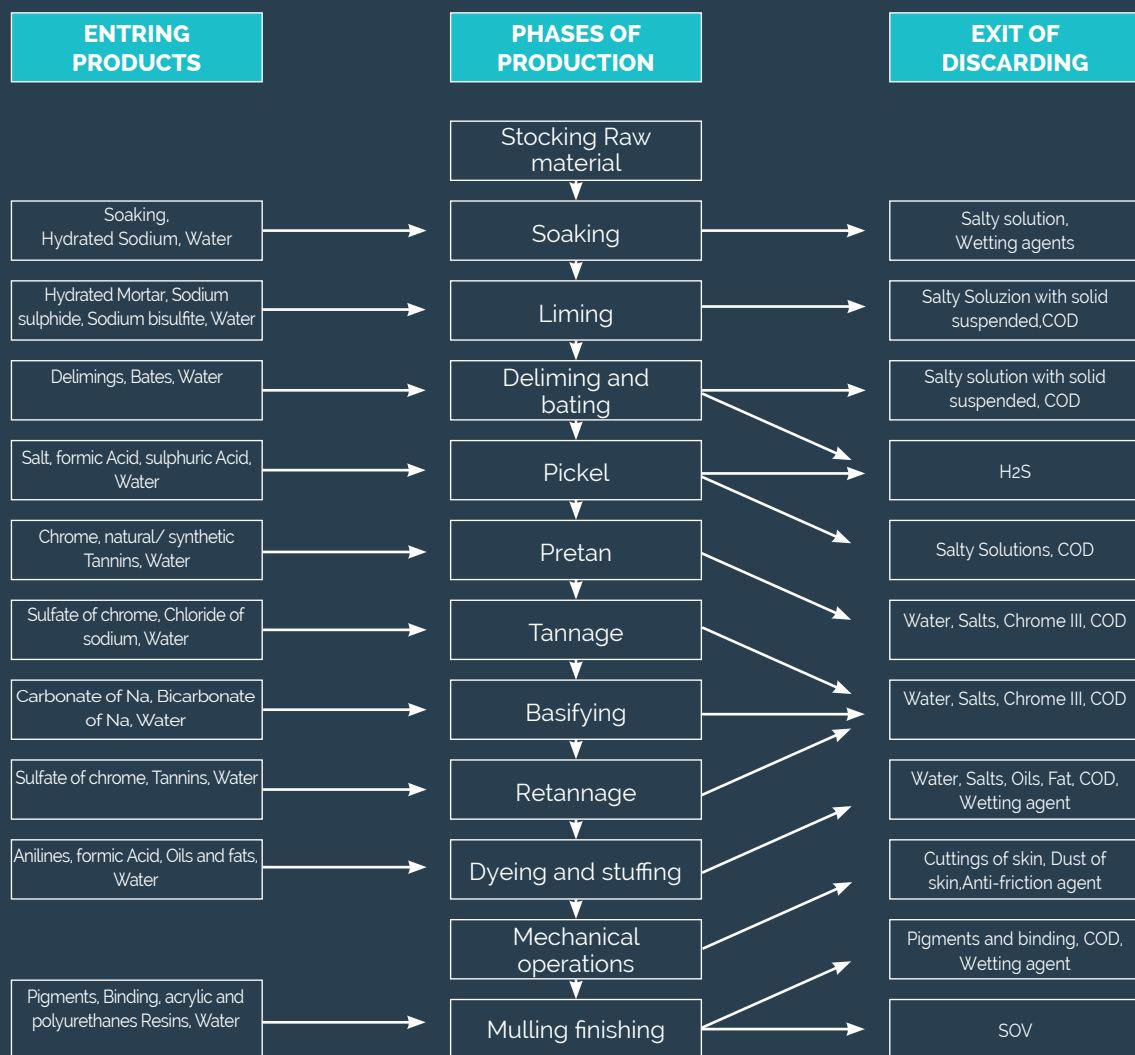 ENTRING
PRODUCTS
PHASES OF
PRODUCTION
EXIT OF
DISCARDING
Stocking Raw
material
Soaking,
Hydrated Sodium, Water
Soaking
Salty solution,
Wetting agents
Hydrated Mortar, Sodium
sulphide, Sodium bisulfite, Water
Liming
Salty Soluzion with solid
suspended,COD
Delimings, Bates, Water
Deliming and
bating
Salty solution with solid
suspended, COD
Salt, formic Acid, sulphuric Acid,
Water
Pickel
H2S
Chrome, natural/ synthetic
Tannins, Water
Pretan
Salty Solutions, COD
Sulfate of chrome, Chloride of
sodium, Water
Tannage
Water, Salts, Chrome III, COD
Carbonate of Na, Bicarbonate
of Na, Water
Basifying
Water, Salts, Chrome III, COD
Sulfate of chrome, Tannins, Water
Retannage
Water, Salts, Oils, Fat, COD,
Wetting agent
Anilines, formic Acid, Oils and fats,
Water
Dyeing and stuffing
Cuttings of skin, Dust of
skin,Anti-friction agent
Mechanical
operations
Pigments and binding, COD,
Wetting agent
Pigments, Binding, acrylic and
polyurethanes Resins, Water
Mulling finishing
SOV